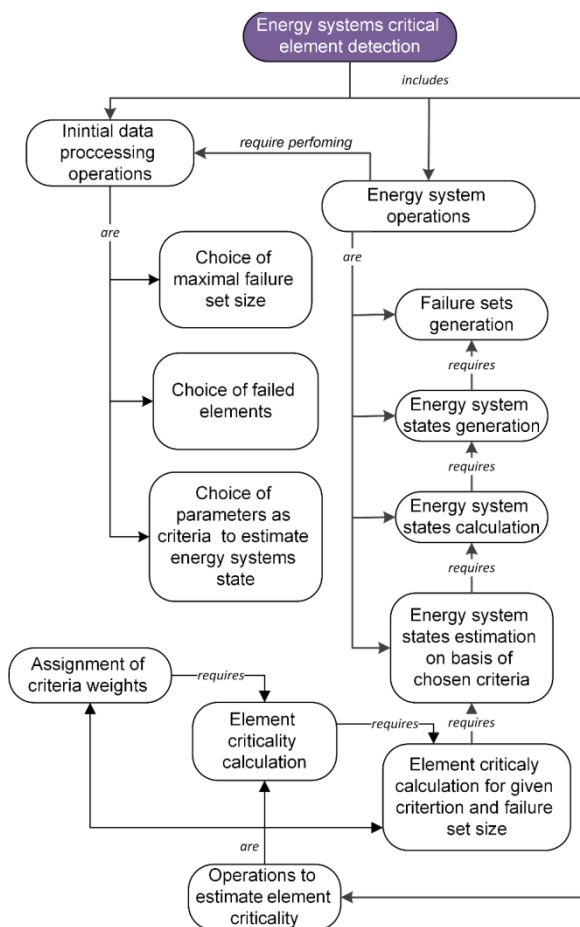 Energy systems critical
element detection
includes
Inintial data
proccessing
operations
require perfoming
Energy system
operations
are
are
Choice of
maximal failure
set size
Failure sets
generation
requires
Choice of failed
elements
Energy system
states generation
requires
Choice of
parameters as
criteria to estimate
energy systems
state
Energy system
states calculation
requires
Energy system
states estimation
on basis of
chosen criteria
Assignment of
criteria weights
requires
Element
criticality
calculation
requires
requires
Element criticaly
calculation for given
critertion and failure
set size
are
Operations to
estimate element
criticality